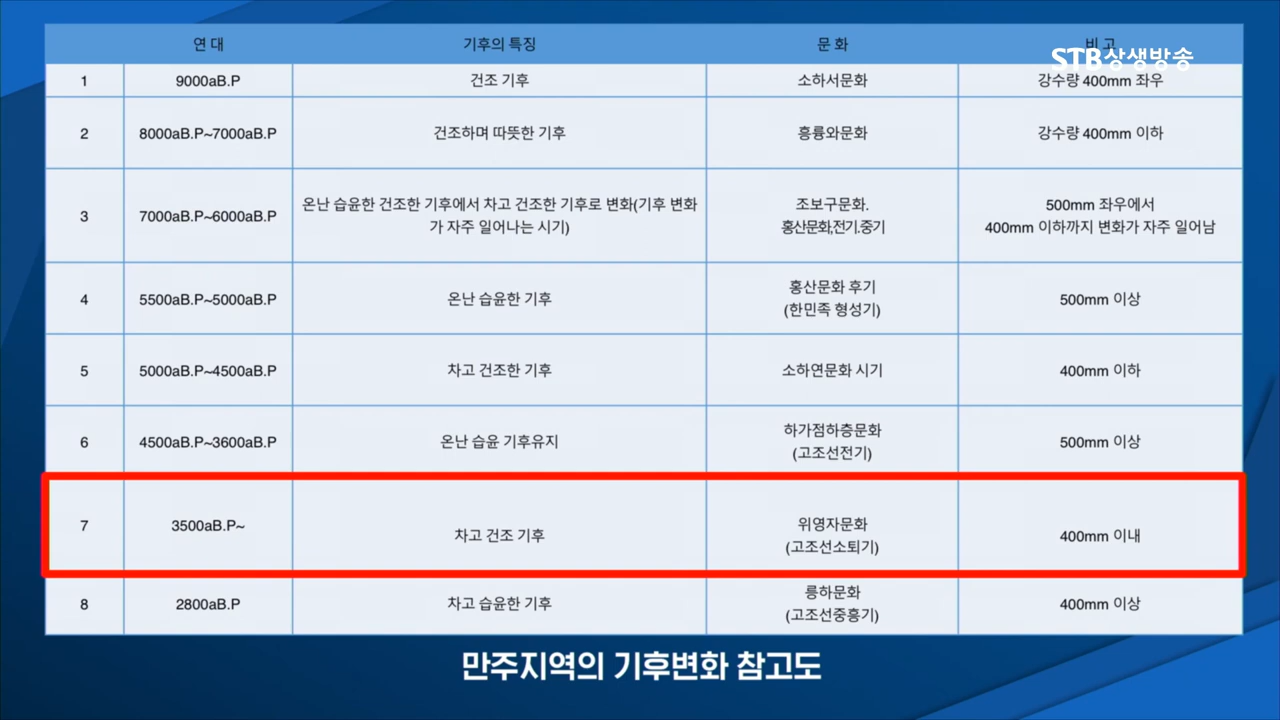 연 대 기후의 특징 문 화 비 고
STB상생방송
1 9000aB.P 건조 기후 소하서문화 강수량 400mm 좌우
2 8000aB.P~7000aB.P 건조하며 따뜻한 기후 흥륭와문화 강수량 400mm 이하
3 7000aB.P~6000aB.P 온난 습윤한 건조한 기후에서 차고 건조한 기후로 변화(기후 변화 조보구문화. 500mm 좌우에서
가 자주 일어나는 시기) 홍산문화,전기.중기 400mm 이하까지 변화가 자주 일어남
4 5500aB.P~5000aB.P 온난 습윤한 기후 홍산문화 후기 500mm 이상
(한민족 형성기)
5 5000aB.P~4500aB.P 차고 건조한 기후 소하연문화 시기 400mm 이하
6 4500aB.P~3600aB.P 온난 습윤 기후유지 하가점하층문화 500mm 이상
(고조선전기)
7 3500aB.P~ 차고 건조 기후 위영자문화 400mm 이내
(고조선소퇴기)
8 2800aB.P 차고 습윤한 기후 릉하문화 400mm 이상
(고조선중흥기)
만주지역의 기후변화 참고도